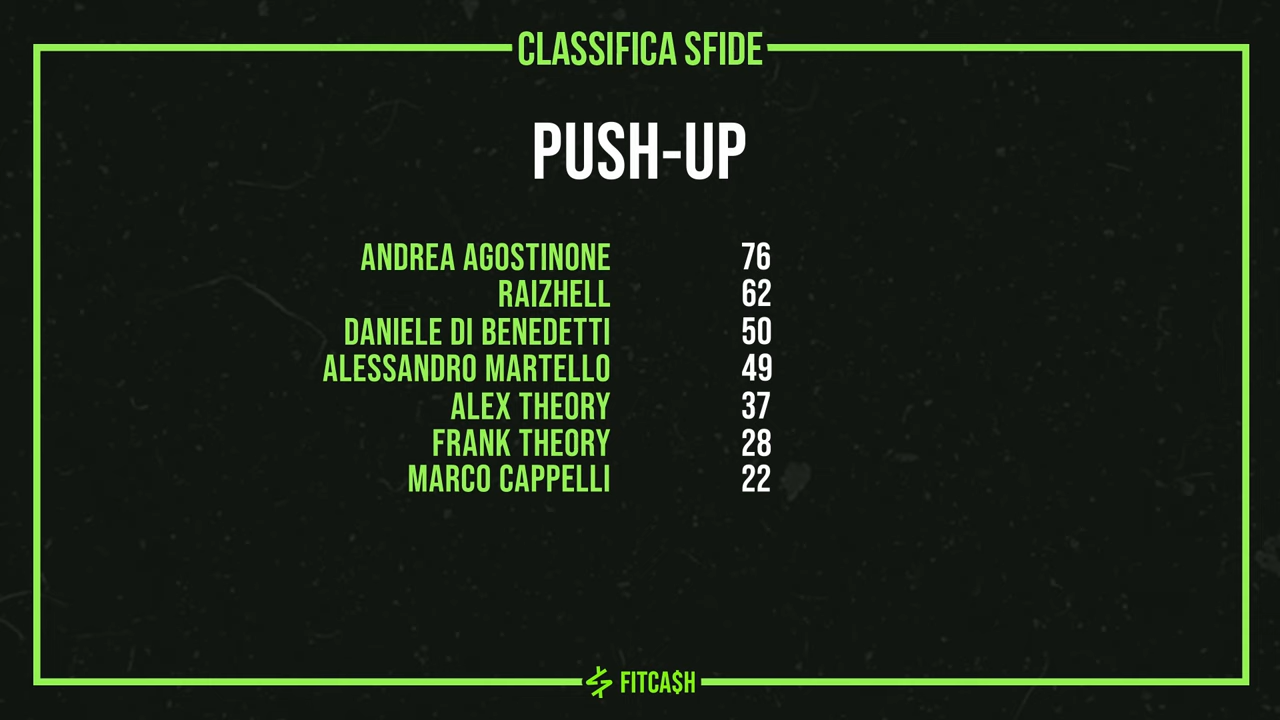 CLASSIFICA SFIDE
PUSH-UP
ANDREA AGOSTINONE 76
RAIZHELL 62
DANIELE DI BENEDETTI 50
ALESSANDRO MARTELLO 49
ALEX THEORY 37
FRANK THEORY 28
MARCO CAPPELLI 22
FITCA$H